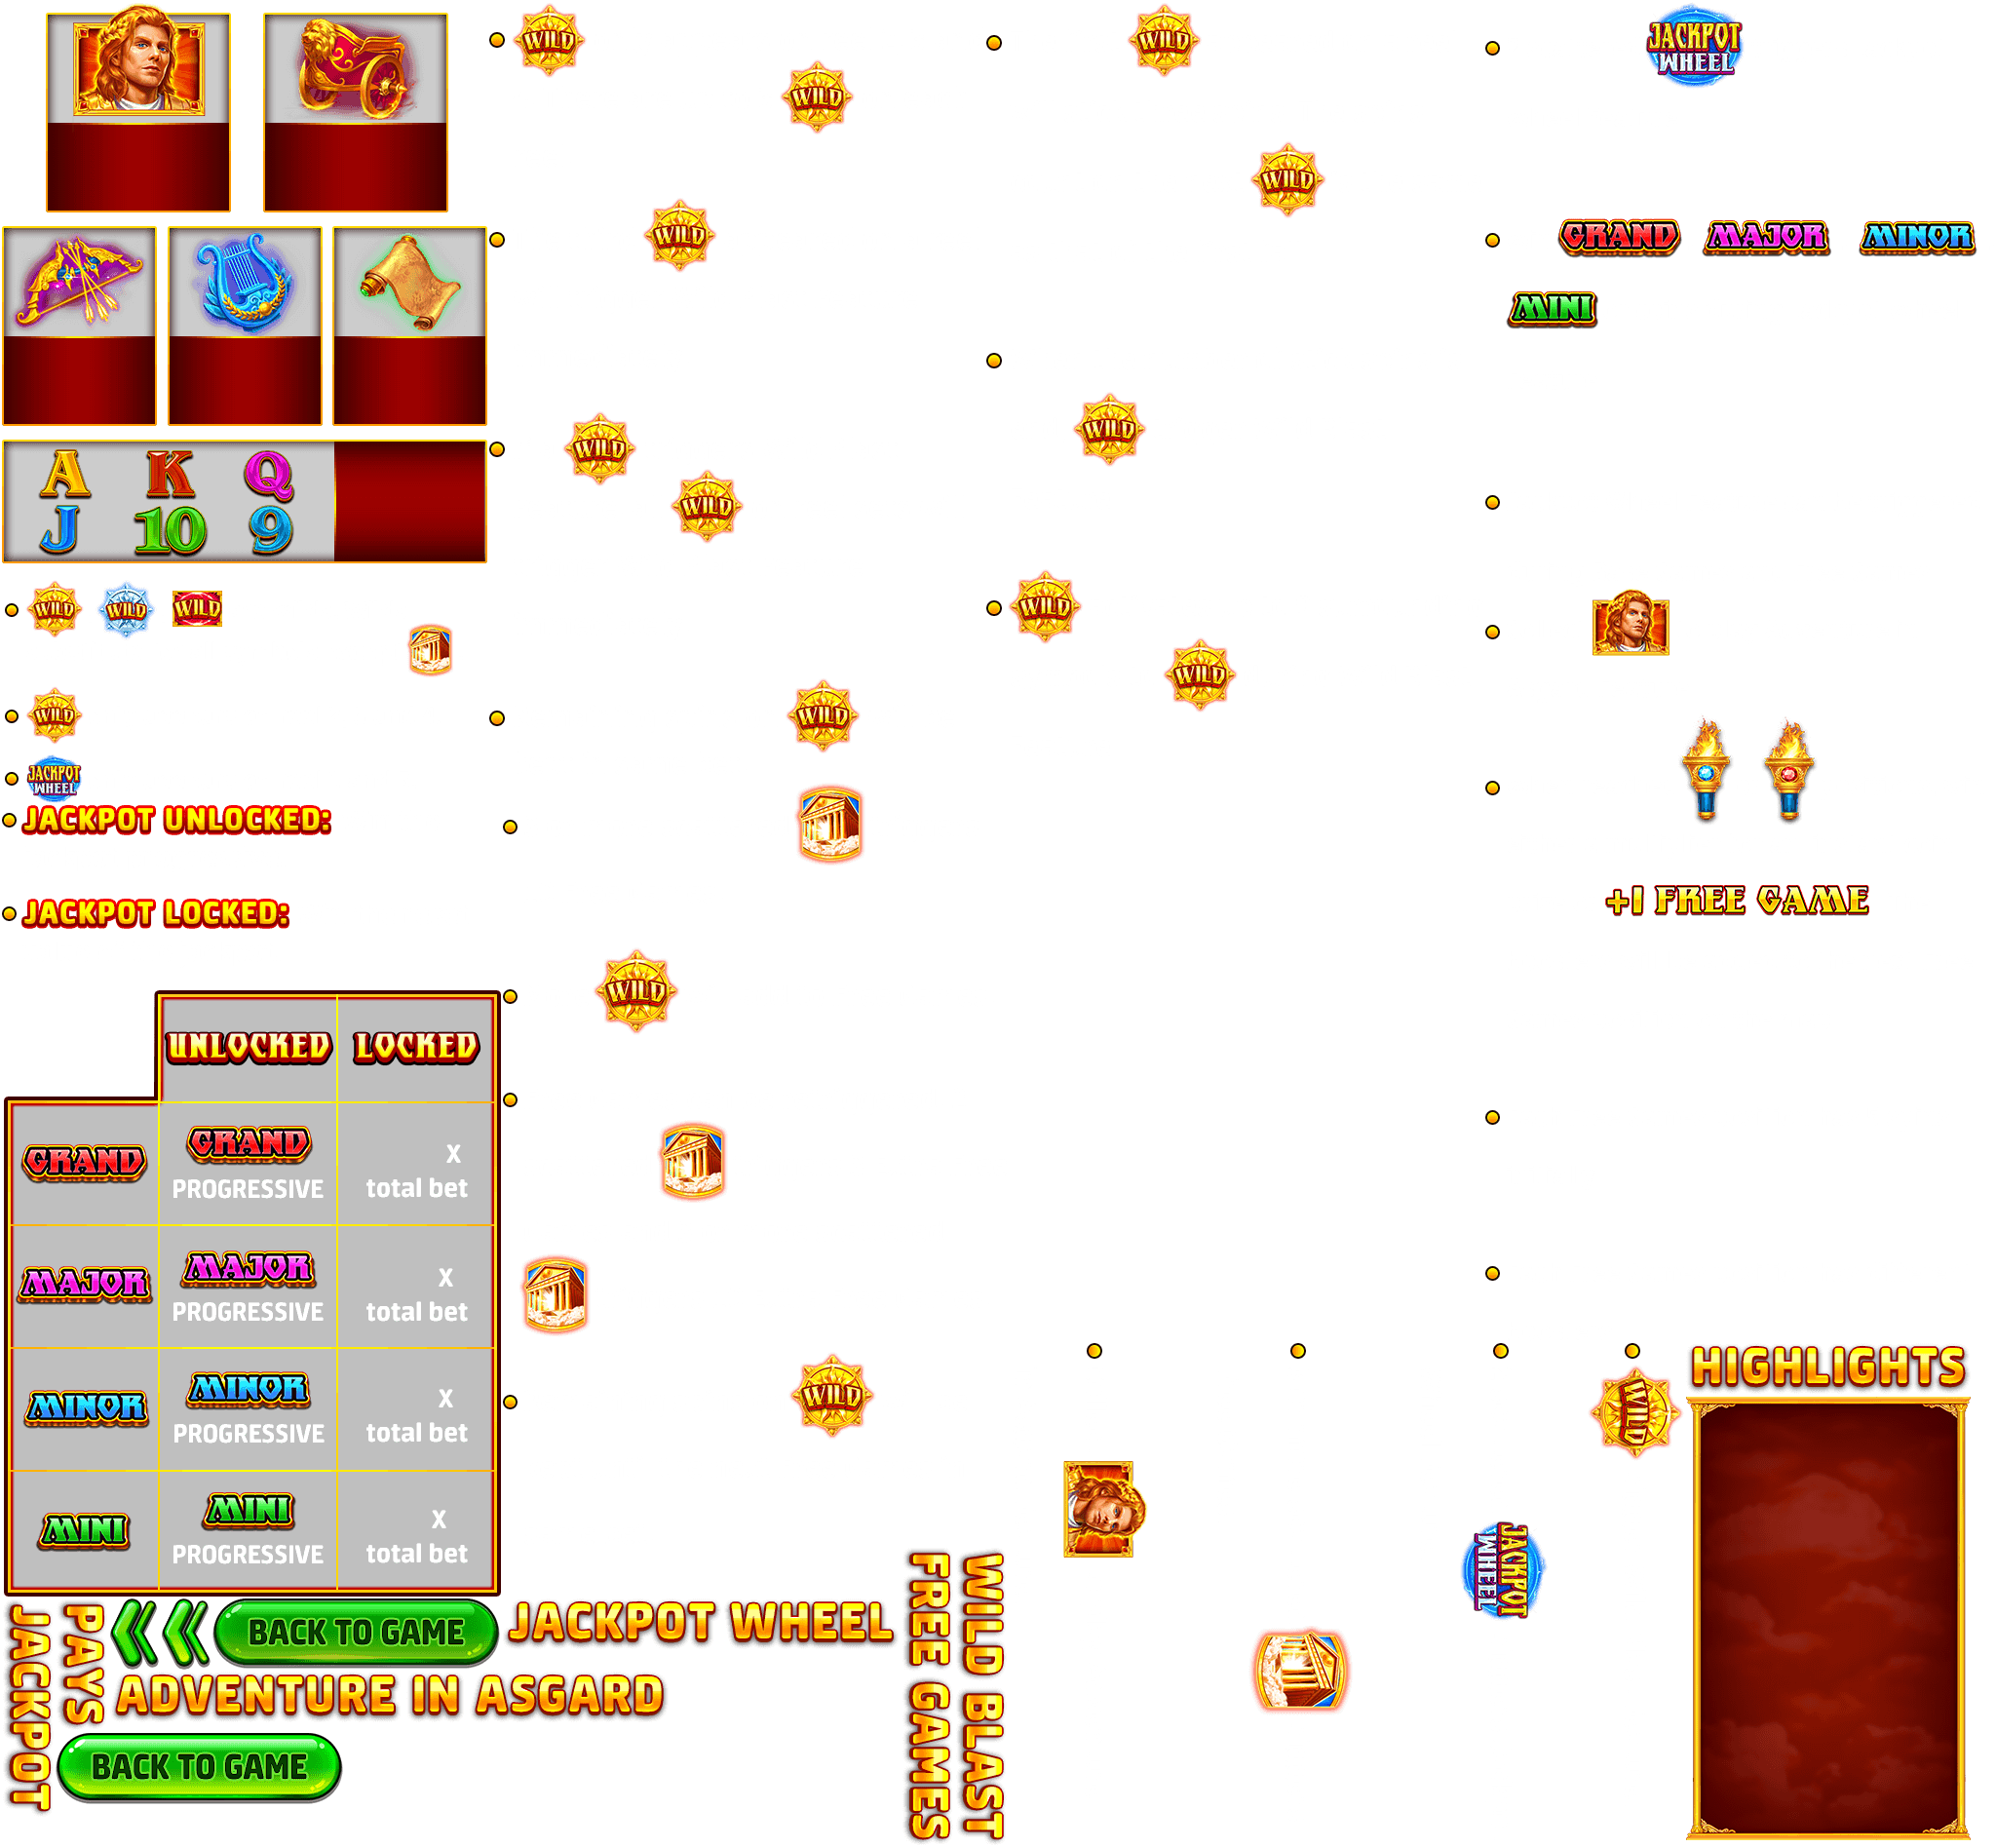 WILD
WILD
JACKPOT
WHEEL
WILD
WILD
WILD
GRAND MAJOR MINOR
MINI
WILD
WILD
WILD
A K Q
J 10 9
WILD WILD WILD
WILD
WILD
WILD
WILD
JACKPOT
WHEEL
JACKPOT UNLOCKED:
JACKPOT LOCKED:
+1 FREE GAME
WILD
UNLOCKED LOCKED
GRAND
GRAND
PROGRESSIVE
X
total bet
MAJOR
MAJOR
PROGRESSIVE
X
total bet
MINOR
MINOR
PROGRESSIVE
X
total bet
MINI
MINI
PROGRESSIVE
X
total bet
WILD
HIGHLIGHTS
WILD
JACKPOT
WHEEL
PAYS
JACKPOT
BACK TO GAME
JACKPOT WHEEL
ADVENTURE IN ASGARD
BACK TO GAME
WILD BLAST
FREE GAMES